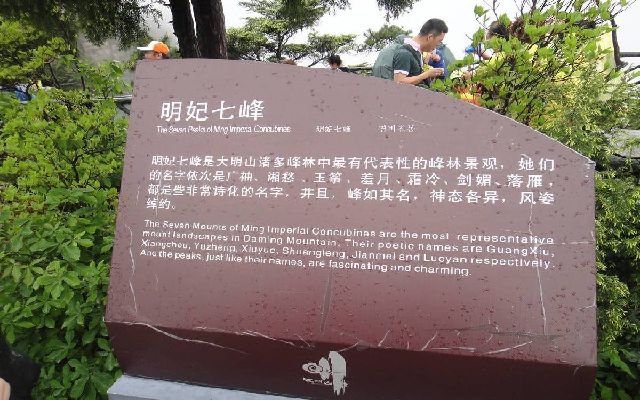 明妃七峰
The Seven Peaks of Ming Imperial Concubines 明妃七峰
明妃七峰是大明山诸多峰林中最有代表性的峰林景观，她们
的名字依次是广袖、湘愁、玉筝、羞月、霜冷、剑媚、落雁，
都是些非常诗化的名字，并且，峰如其名，神态各异，风姿
绰约。
The Seven Mounts of Ming Imperial Concubinas are the most representative
mount landscapes in Daming Mountain. Their poetic names are GuangXiu,
Xiangchou, Yuzheng, Xiuyue, Shuangleng, Jianmei and Luoyan respectively.
And the peaks, just like their names, are fascinating and charming.